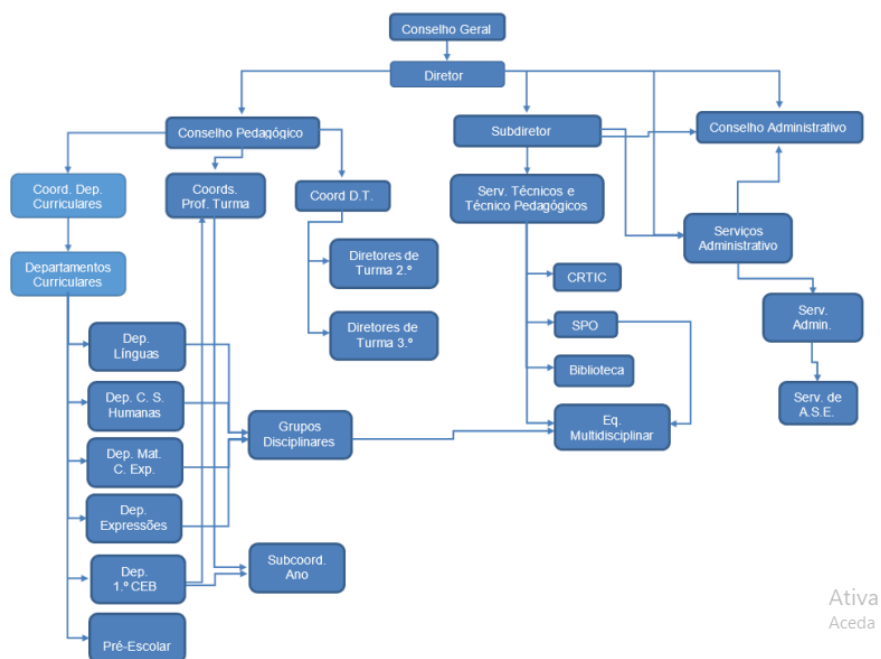 Conselho Geral
Diretor
Conselho Pedagógico
Subdiretor
Conselho Administrativo
Coord. Dep.
Curriculares
Coords.
Prof. Turma
Coord D.T.
Serv. Técnicos e
Técnico Pedagógicos
Serviços
Administrativo
Departamentos
Curriculares
Diretores de
Turma 2.º
CRTIC
Serv.
Admin.
Diretores de
Turma 3.º
SPO
Dep.
Línguas
Biblioteca
Serv. de
A.S.E.
Dep. C. S.
Humanas
Grupos
Disciplinares
Eq.
Multidisciplinar
Dep. Mat.
C. Exp.
Dep.
Expressões
Dep.
1.º CEB
Subcoord.
Ano
Pré-Escolar
Ativa
Aceda